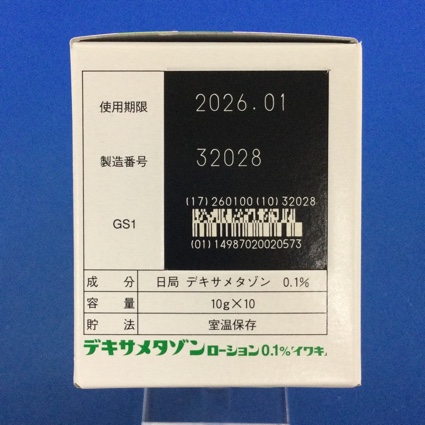 使用期限 2026.01
製造番号 32028
GS1
(17)260100(10)32028
(01)14987020020573
成 分 日局 デキサメタゾン 0.1%
容 量 10g×10
貯 法 室温保存
デキサメタゾンローション0.1%「イワキ」